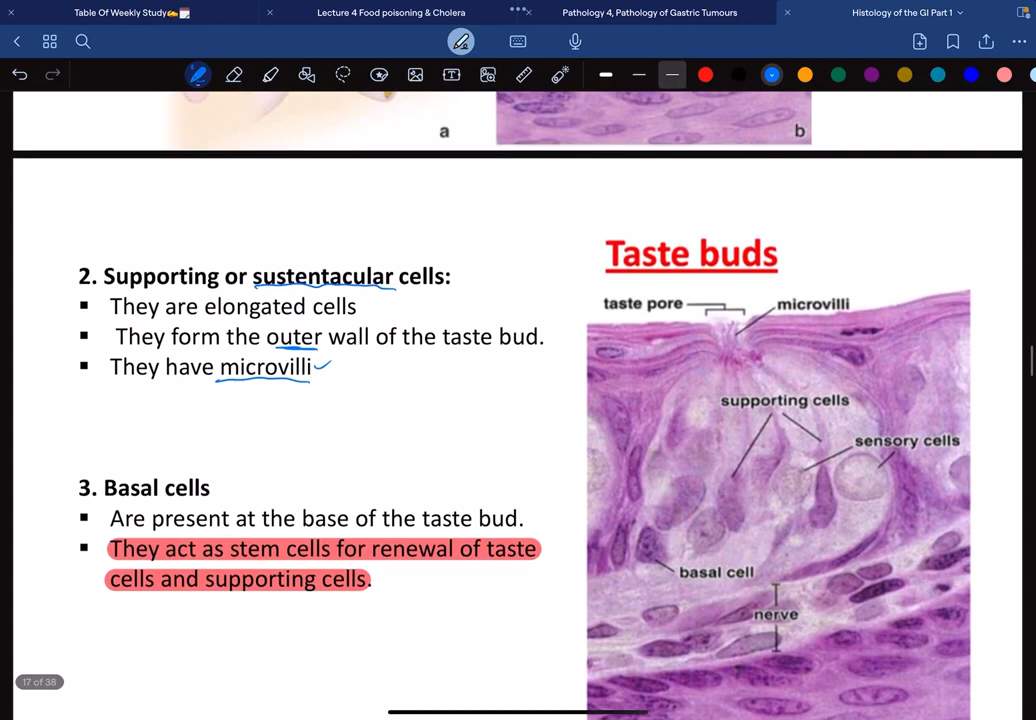 Table Of Weekly Study✍️🗓️
Lecture 4 Food poisoning & Cholera
Pathology 4, Pathology of Gastric Tumours
Histology of the GI Part 1
a
b
2. Supporting or sustentacular cells:
▪ They are elongated cells
▪ They form the outer wall of the taste bud.
▪ They have microvilli
3. Basal cells
▪ Are present at the base of the taste bud.
▪ They act as stem cells for renewal of taste
cells and supporting cells.
Taste buds
taste pore
microvilli
supporting cells
sensory cells
basal cell
nerve
17 of 38